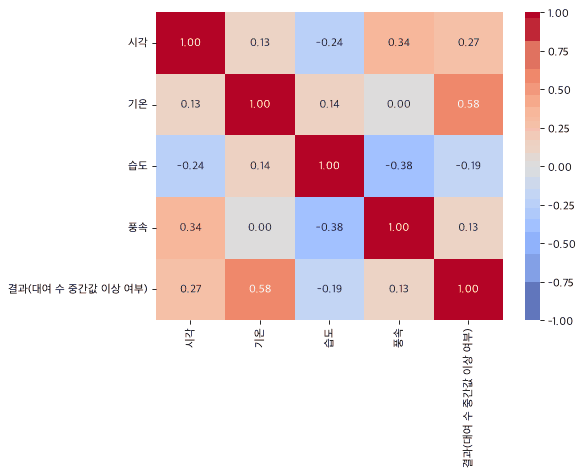 시각 1.00 0.13 -0.24 0.34 0.27
기온 0.13 1.00 0.14 0.00 0.58
습도 -0.24 0.14 1.00 -0.38 -0.19
풍속 0.34 0.00 -0.38 1.00 0.13
결과(대여 수 중간값 이상 여부) 0.27 0.58 -0.19 0.13 1.00
시각
기온
습도
풍속
결과(대여 수 중간값 이상 여부)
1.00
0.75
0.50
0.25
0.00
-0.25
-0.50
-0.75
-1.00